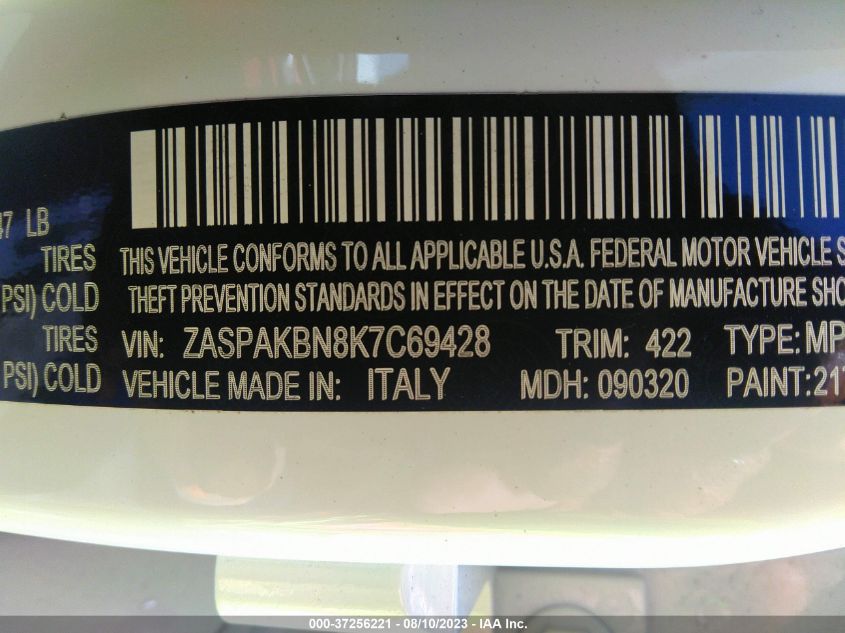 47 LB
TIRES THIS VEHICLE CONFORMS TO ALL APPLICABLE U.S.A. FEDERAL MOTOR VEHICLE S
PSI) COLD THEFT PREVENTION STANDARDS IN EFFECT ON THE DATE OF MANUFACTURE SHO
TIRES VIN: ZASPAKBN8K7C69428 TRIM: 422 TYPE: MP
PSI) COLD VEHICLE MADE IN: ITALY MDH: 090320 PAINT: 217
000-37256221 - 08/10/2023 - IAA Inc.